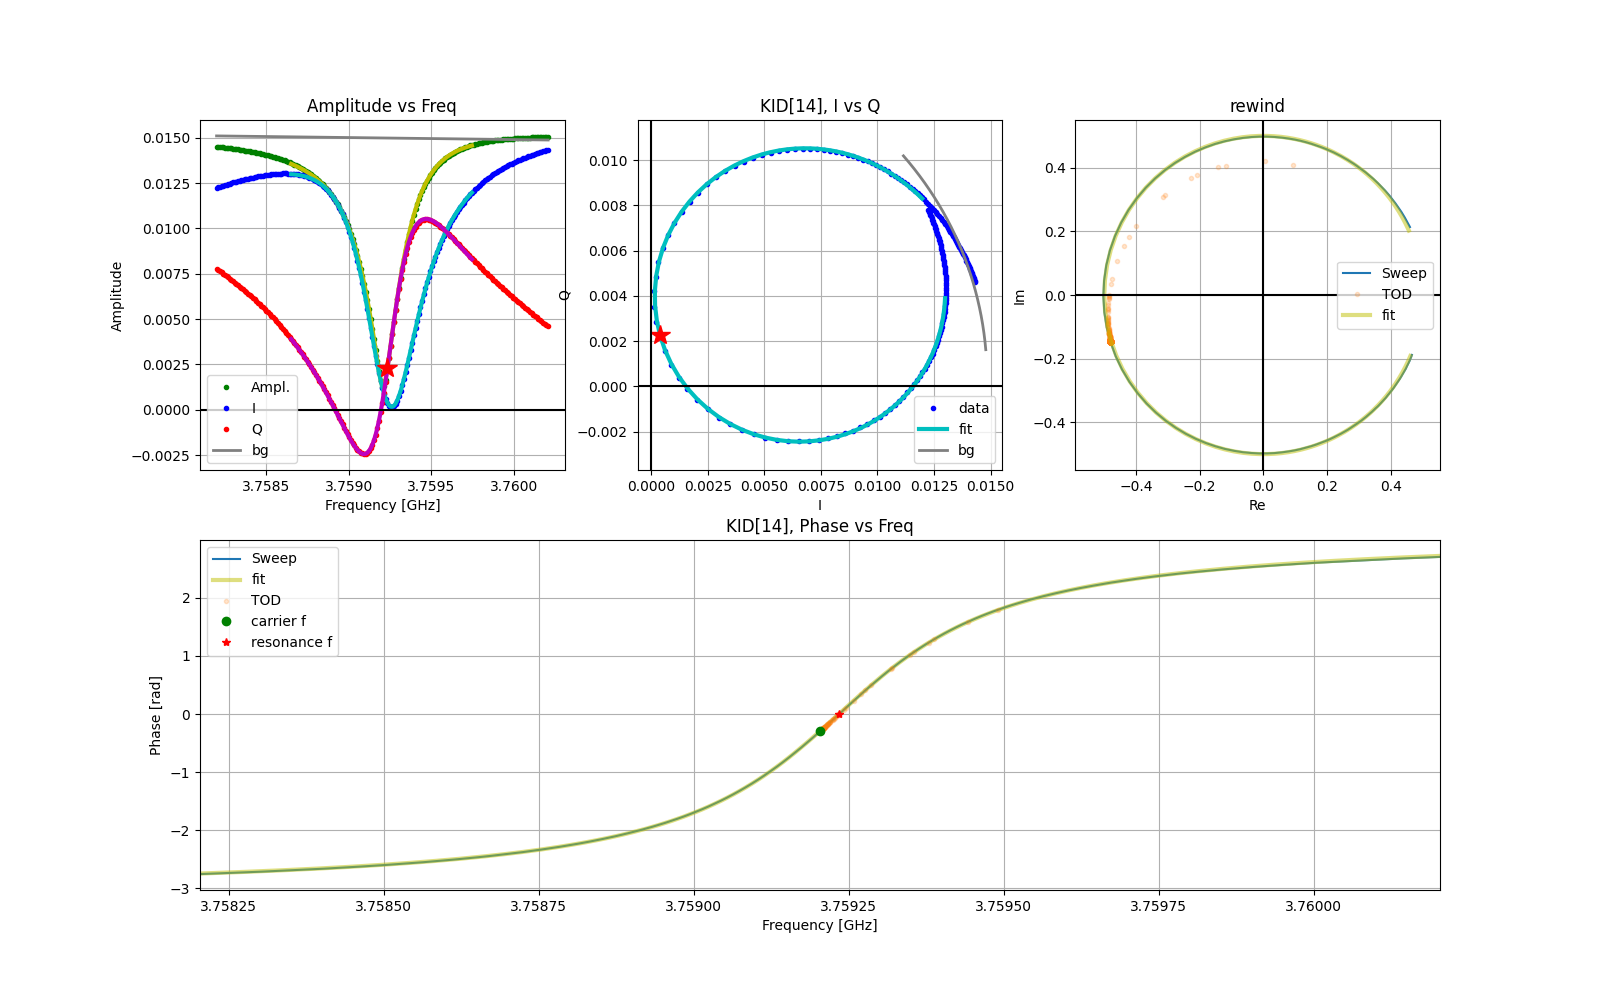 Amplitude vs Freq
0.0150
0.0125
0.0100
0.0075
0.0050
0.0025
0.0000
−0.0025
Amplitude
Ampl.
I
Q
bg
3.7585
3.7590
3.7595
3.7600
Frequency [GHz]
KID[14], I vs Q
0.010
0.008
0.006
0.004
0.002
0.000
−0.002
Q
data
fit
bg
0.0000
0.0025
0.0050
0.0075
0.0100
0.0125
0.0150
I
rewind
0.4
0.2
0.0
−0.2
−0.4
Im
Sweep
TOD
fit
−0.4
−0.2
0.0
0.2
0.4
Re
KID[14], Phase vs Freq
2
1
0
−1
−2
−3
Phase [rad]
Sweep
fit
TOD
carrier f
resonance f
3.75825
3.75850
3.75875
3.75900
3.75925
3.75950
3.75975
3.76000
Frequency [GHz]